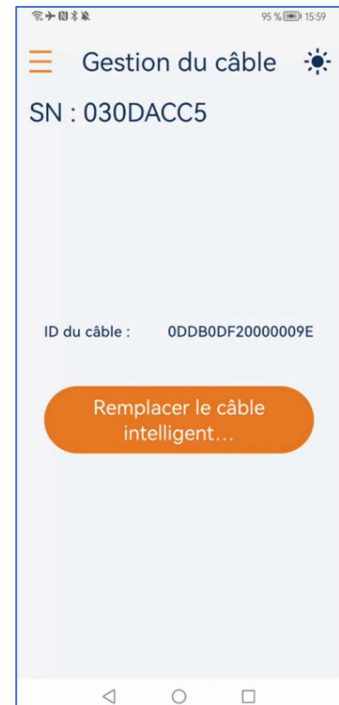 95 % 15:59
Gestion du câble
SN : 030DACC5
ID du câble : 0DDB0DF20000009E
Remplacer le câble
intelligent...